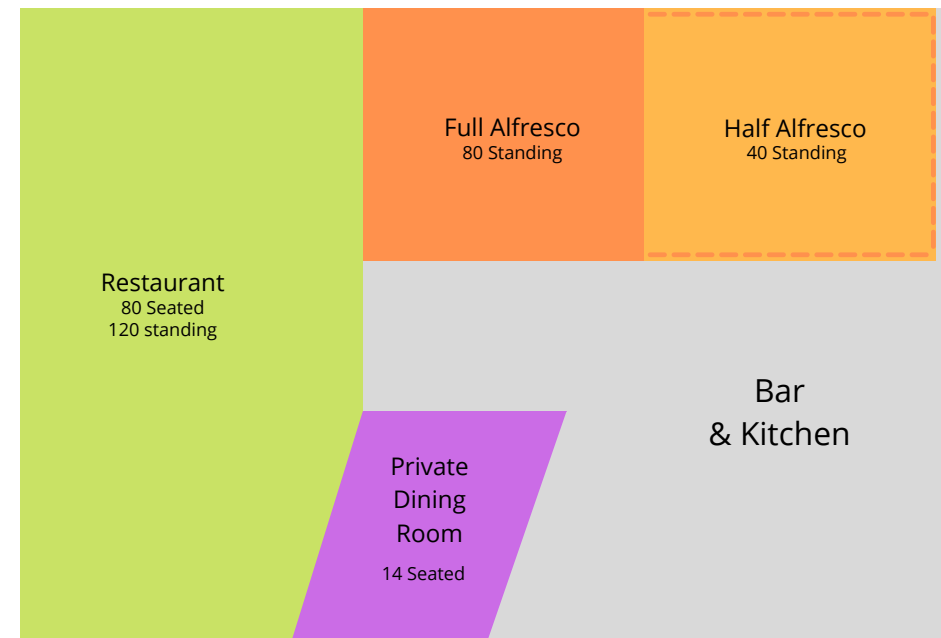 Full Alfresco
80 Standing
Half Alfresco
40 Standing
Restaurant
80 Seated
120 standing
Bar
& Kitchen
Private
Dining
Room
14 Seated